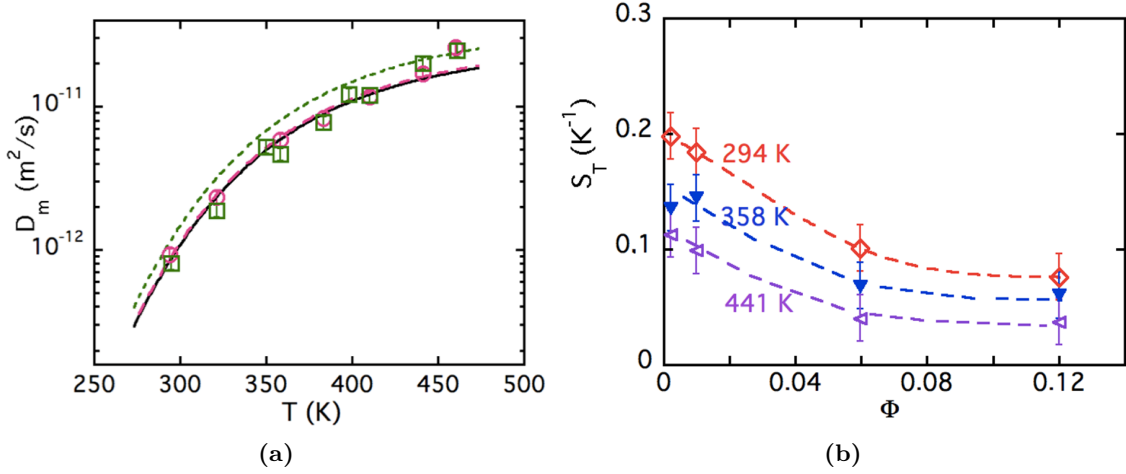 D_m (m²/s)
10⁻¹¹
10⁻¹²
250 300 350 400 450 500
T (K)
(a)
S_T (K⁻¹)
0.3
0.2
0.1
0
294 K
358 K
441 K
0 0.04 0.08 0.12
Φ
(b)